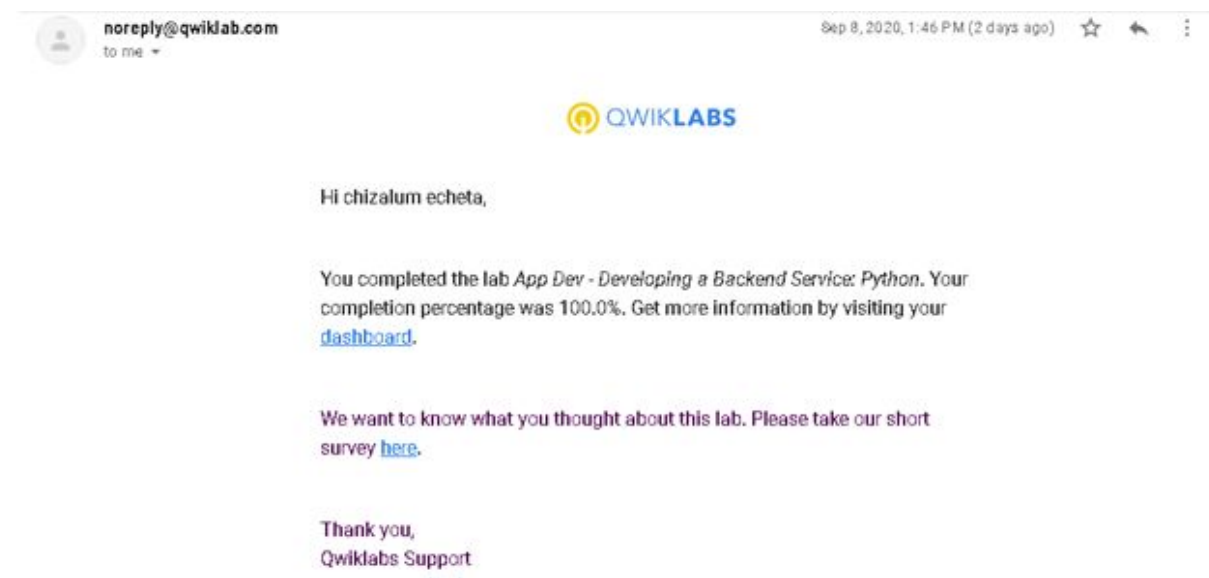 noreply@qwiklab.com
Sep 8, 2020, 1:46 PM (2 days ago)
to me
QWIKLABS
Hi chizalum echeta,
You completed the lab App Dev - Developing a Backend Service: Python. Your
completion percentage was 100.0%. Get more information by visiting your
dashboard.
We want to know what you thought about this lab. Please take our short
survey here.
Thank you,
Qwiklabs Support